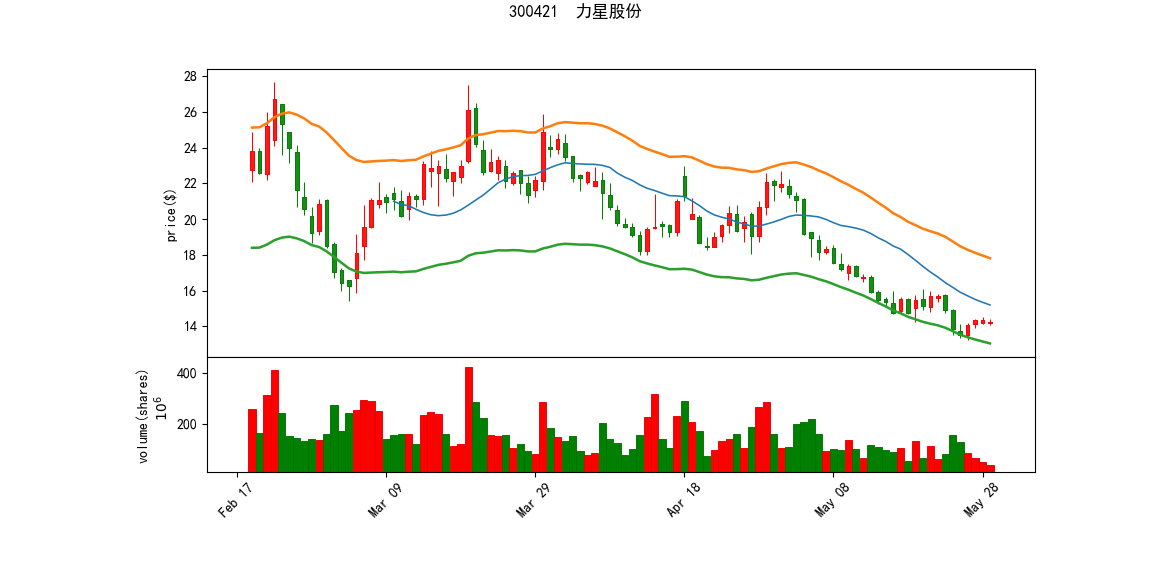 300421 力星股份
price($)
28
26
24
22
20
18
16
14
volume(shares)
10^6
400
200
Feb 17
Mar 09
Mar 29
Apr 18
May 08
May 28